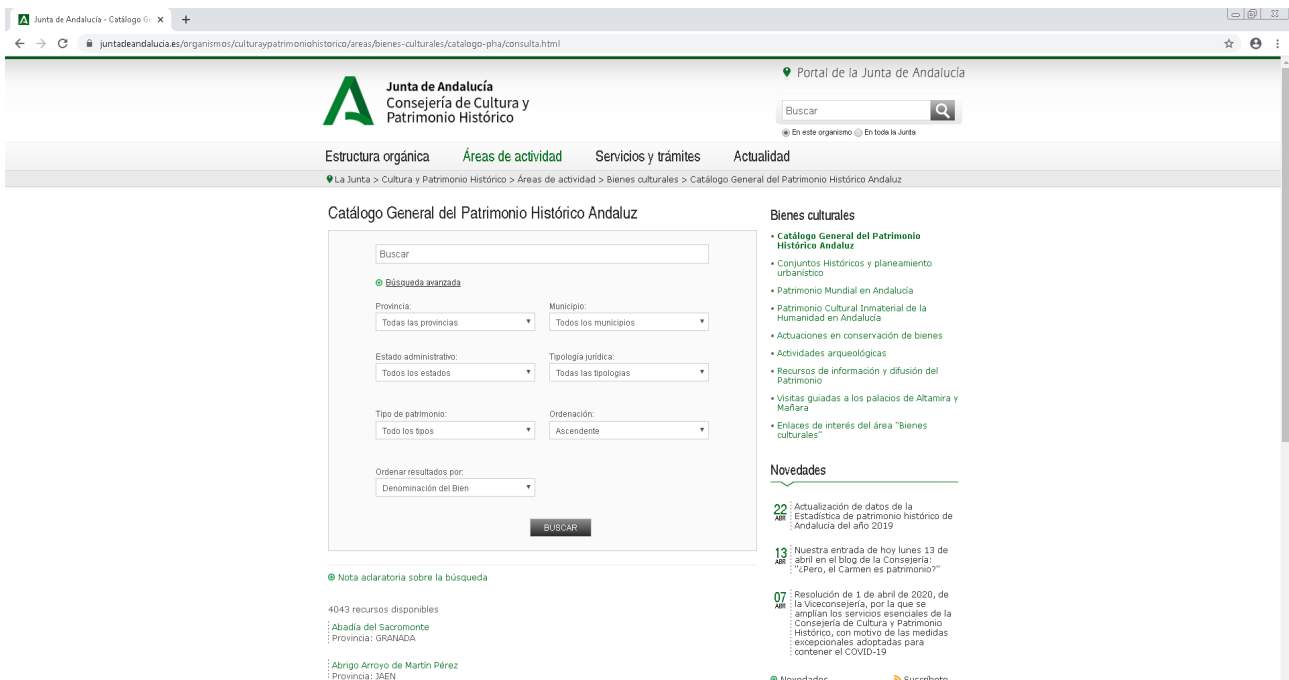 Junta de Andalucía - Catálogo Ge
juntadeandalucia.es/organismos/culturaypatrimoniohistorico/areas/bienes-culturales/catalogo-pha/consulta.html
Junta de Andalucía
Consejería de Cultura y
Patrimonio Histórico
Portal de la Junta de Andalucía
Buscar
En este organismo En toda la Junta
Estructura orgánica Áreas de actividad Servicios y trámites Actualidad
La Junta > Cultura y Patrimonio Histórico > Áreas de actividad > Bienes culturales > Catálogo General del Patrimonio Histórico Andaluz
Catálogo General del Patrimonio Histórico Andaluz
Buscar
Búsqueda avanzada
Provincia: Municipio:
Todas las provincias Todos los municipios
Estado administrativo: Tipología jurídica:
Todos los estados Todas las tipologias
Tipo de patrimonio: Ordenación:
Todo los tipos Ascendente
Ordenar resultados por:
Denominación del Bien
BUSCAR
Nota aclaratoria sobre la búsqueda
4043 recursos disponibles
Abadía del Sacromonte
Provincia: GRANADA
Abrigo Arroyo de Martín Pérez
Provincia: JAEN
Bienes culturales
• Catálogo General del Patrimonio
Histórico Andaluz
• Conjuntos Históricos y planeamiento
urbanístico
• Patrimonio Mundial en Andalucía
• Patrimonio Cultural Inmaterial de la
Humanidad en Andalucía
• Actuaciones en conservación de bienes
• Actividades arqueológicas
• Recursos de información y difusión del
Patrimonio
• Visitas guiadas a los palacios de Altamira y
Mañara
• Enlaces de interés del área "Bienes
culturales"
Novedades
22 ABR Actualización de datos de la
Estadística de patrimonio histórico de
Andalucía del año 2019
13 ABR Nuestra entrada de hoy lunes 13 de
abril en el blog de la Consejería:
"¿Pero, el Carmen es patrimonio?"
07 ABR Resolución de 1 de abril de 2020, de
la Viceconsejería, por la que se
amplían los servicios esenciales de la
Consejería de Cultura y Patrimonio
Histórico, con motivo de las medidas
excepcionales adoptadas para
contener el COVID-19
Novedades Suscríbete